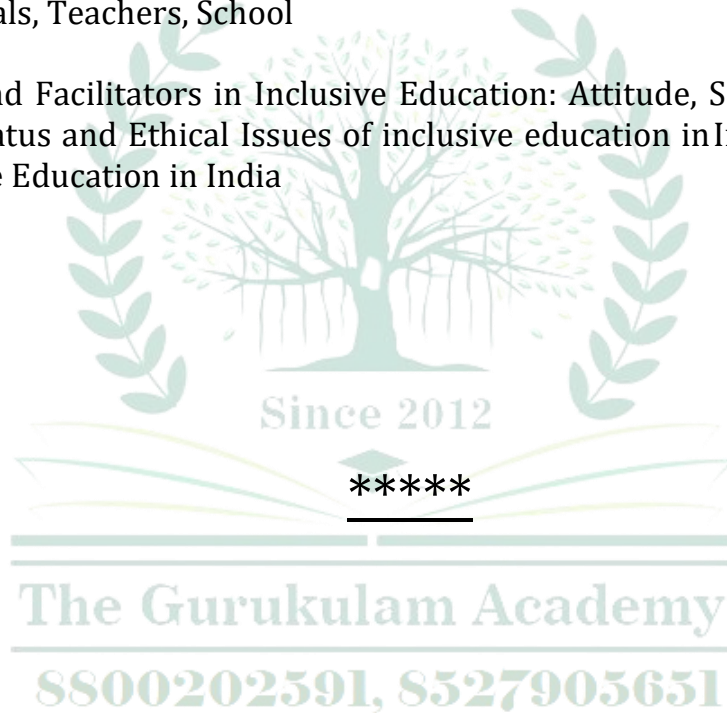 als, Teachers, School
nd Facilitators in Inclusive Education: Attitude, S
atus and Ethical Issues of inclusive education in I
e Education in India
Since 2012
*****
The Gurukulam Academy
8800202591, 8527905651